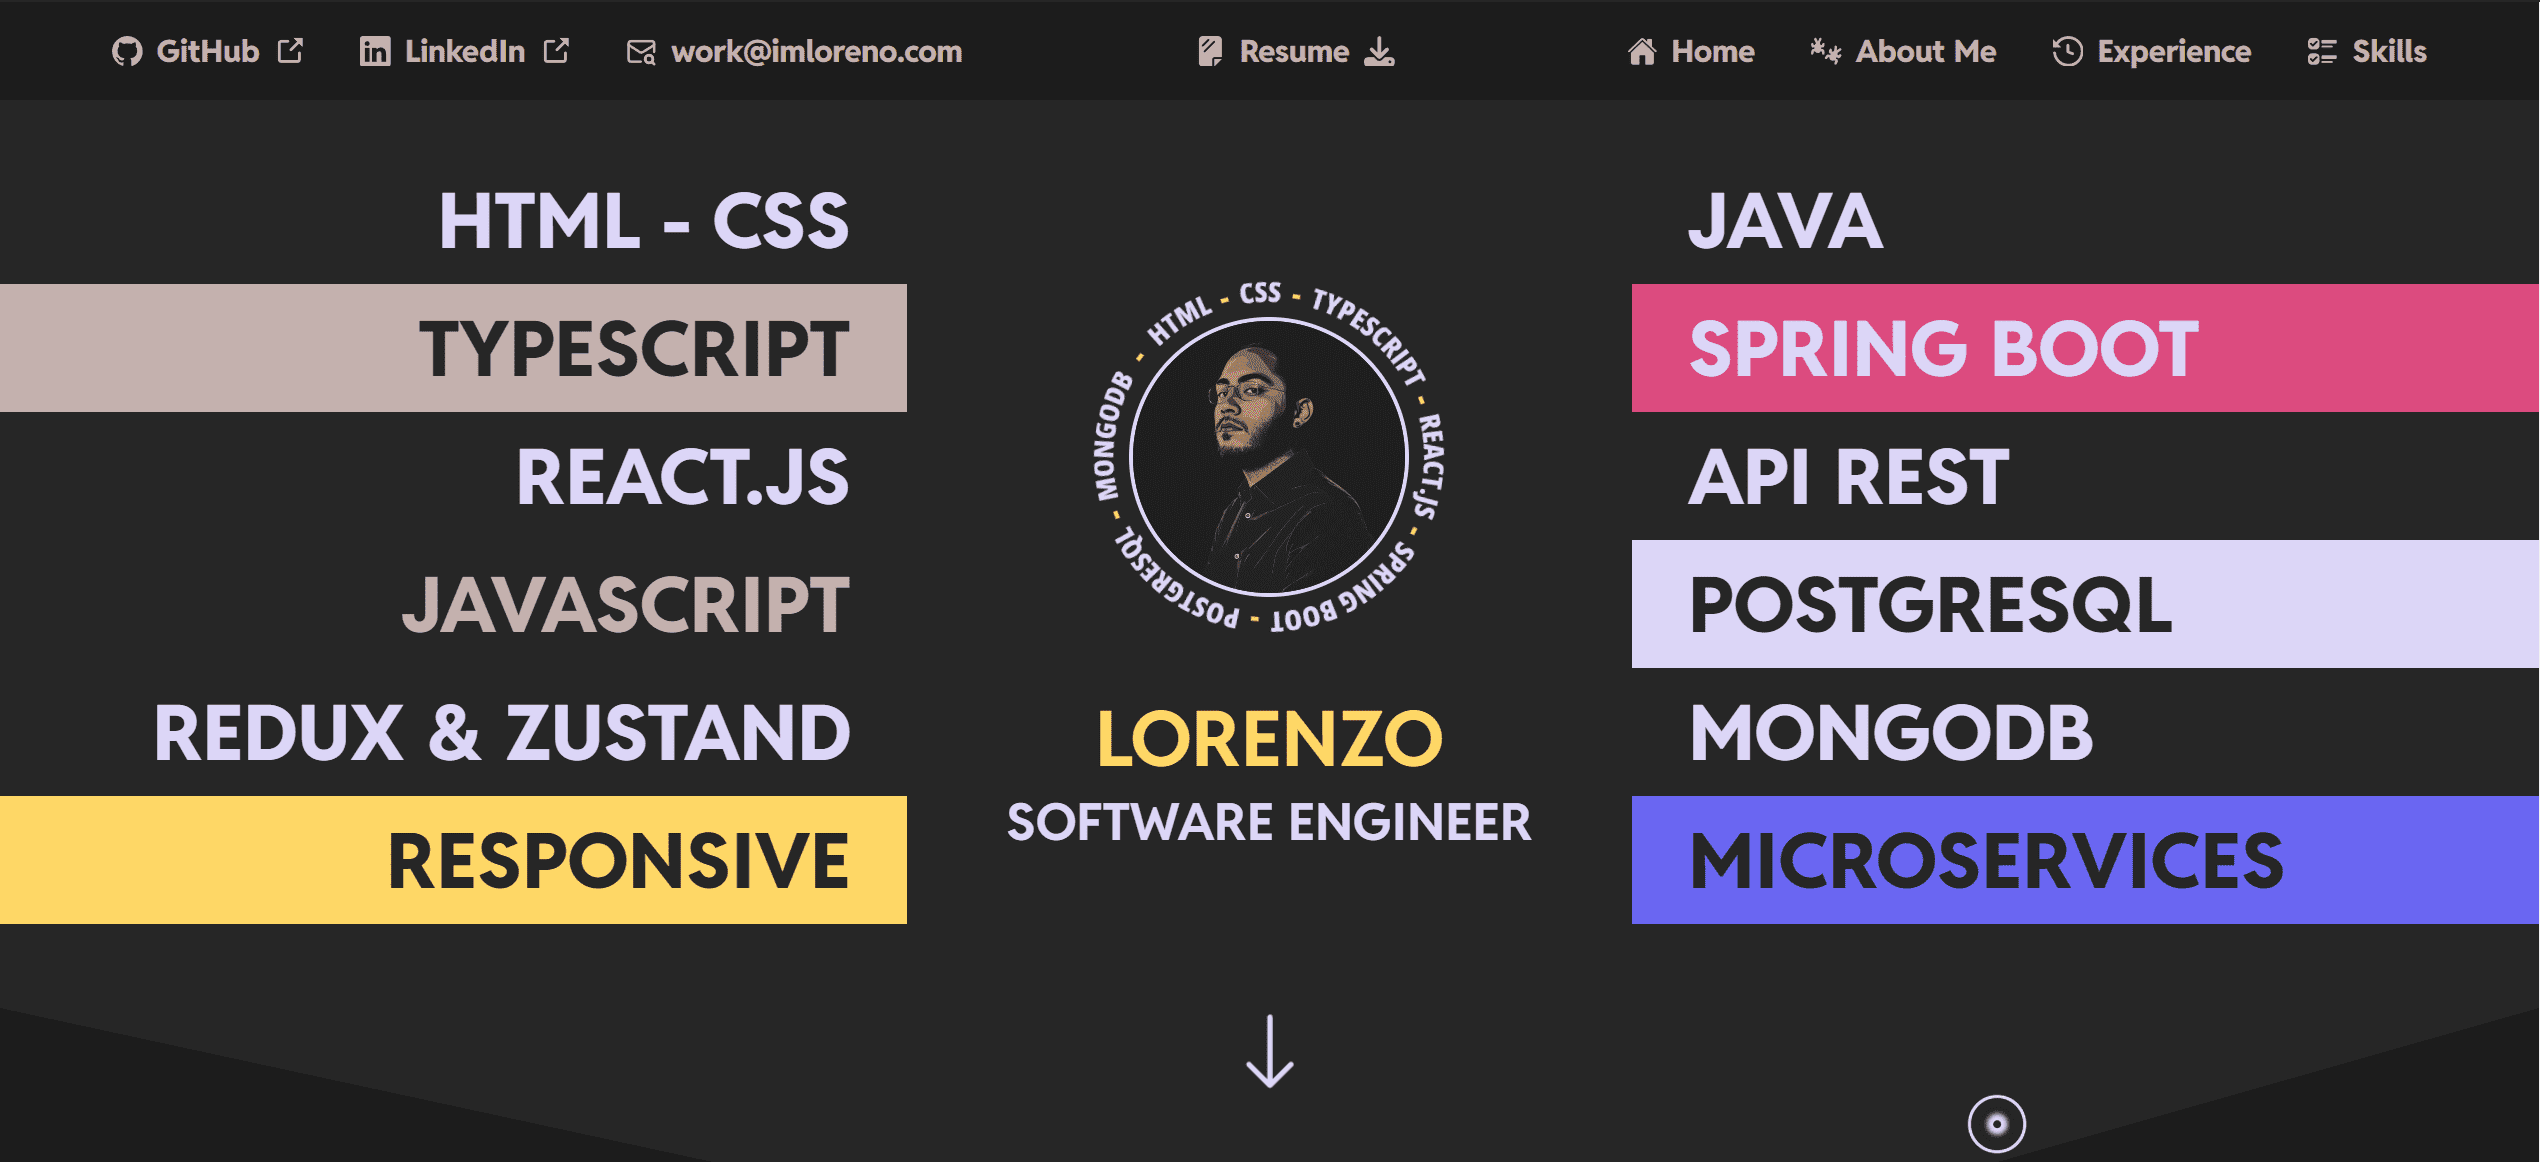 GitHub LinkedIn work@imloreno.com Resume Home About Me Experience Skills
HTML - CSS
TYPESCRIPT
REACT.JS
JAVASCRIPT
REDUX & ZUSTAND
RESPONSIVE
HTML - CSS - TYPESCRIPT - REACT.JS - SPRING BOOT - POSTGRESQL - MONGODB -
LORENZO
SOFTWARE ENGINEER
JAVA
SPRING BOOT
API REST
POSTGRESQL
MONGODB
MICROSERVICES